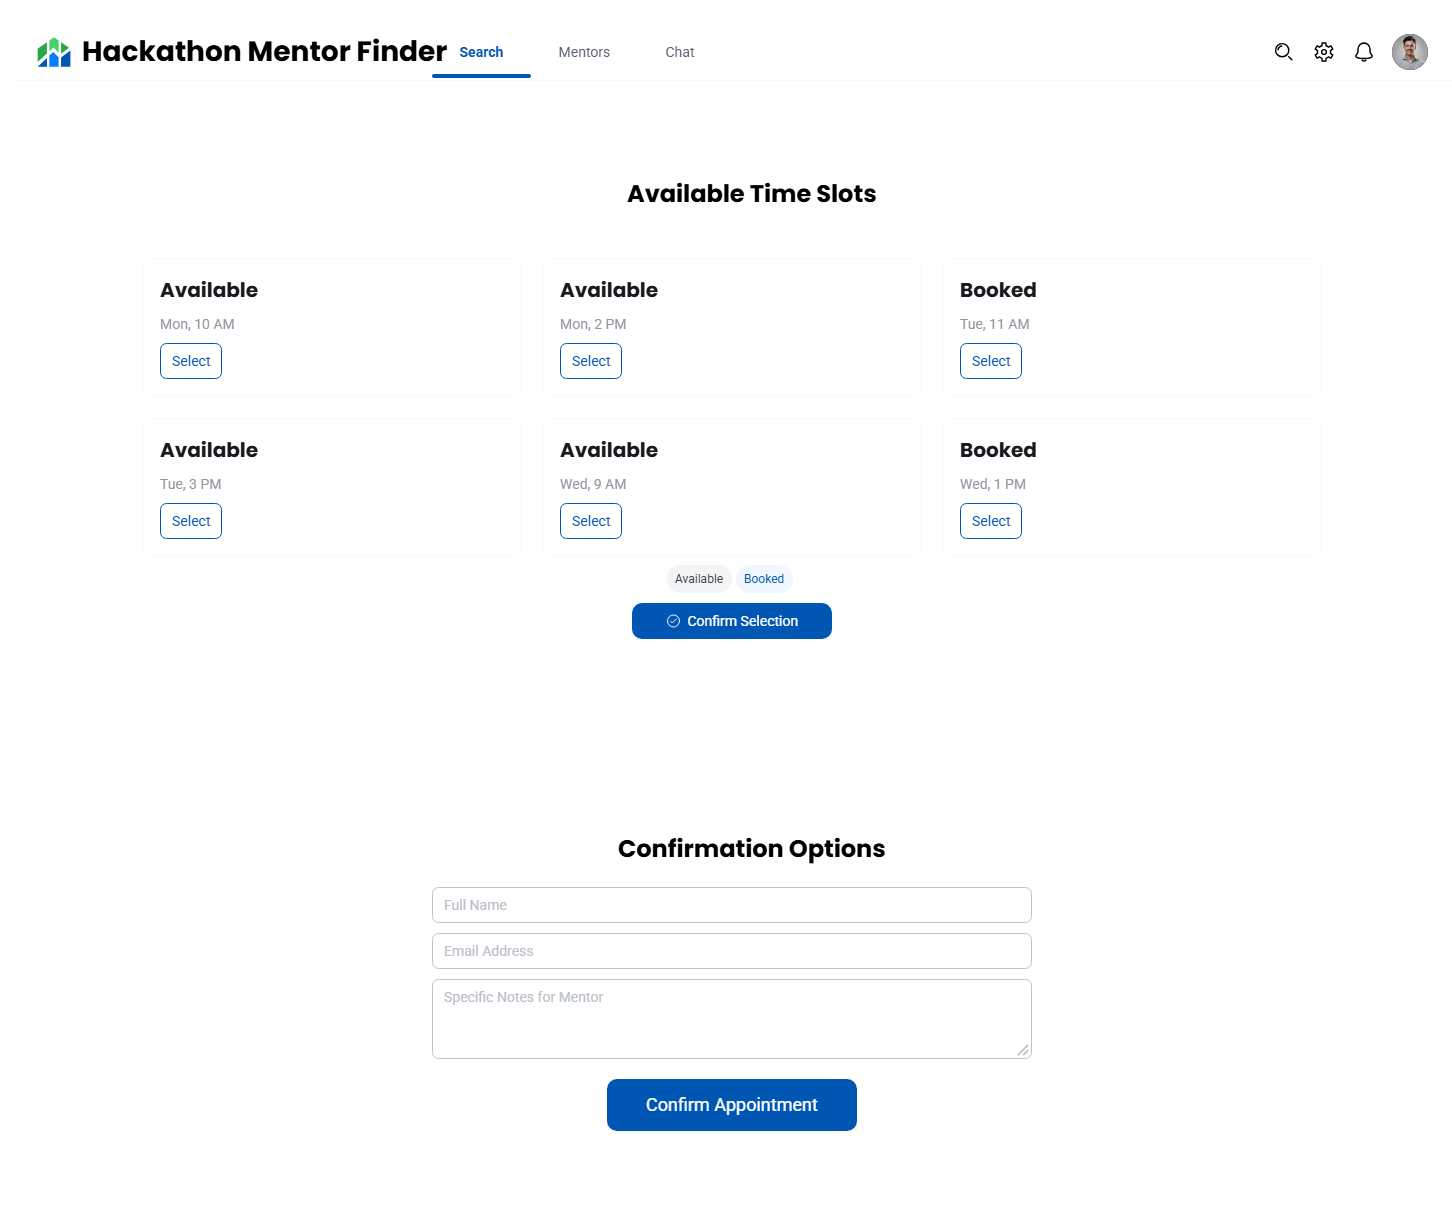 Hackathon Mentor Finder
Search
Mentors
Chat
Available Time Slots
Available
Mon, 10 AM
Select
Available
Mon, 2 PM
Select
Booked
Tue, 11 AM
Select
Available
Tue, 3 PM
Select
Available
Wed, 9 AM
Select
Booked
Wed, 1 PM
Select
Available
Booked
Confirm Selection
Confirmation Options
Full Name
Email Address
Specific Notes for Mentor
Confirm Appointment